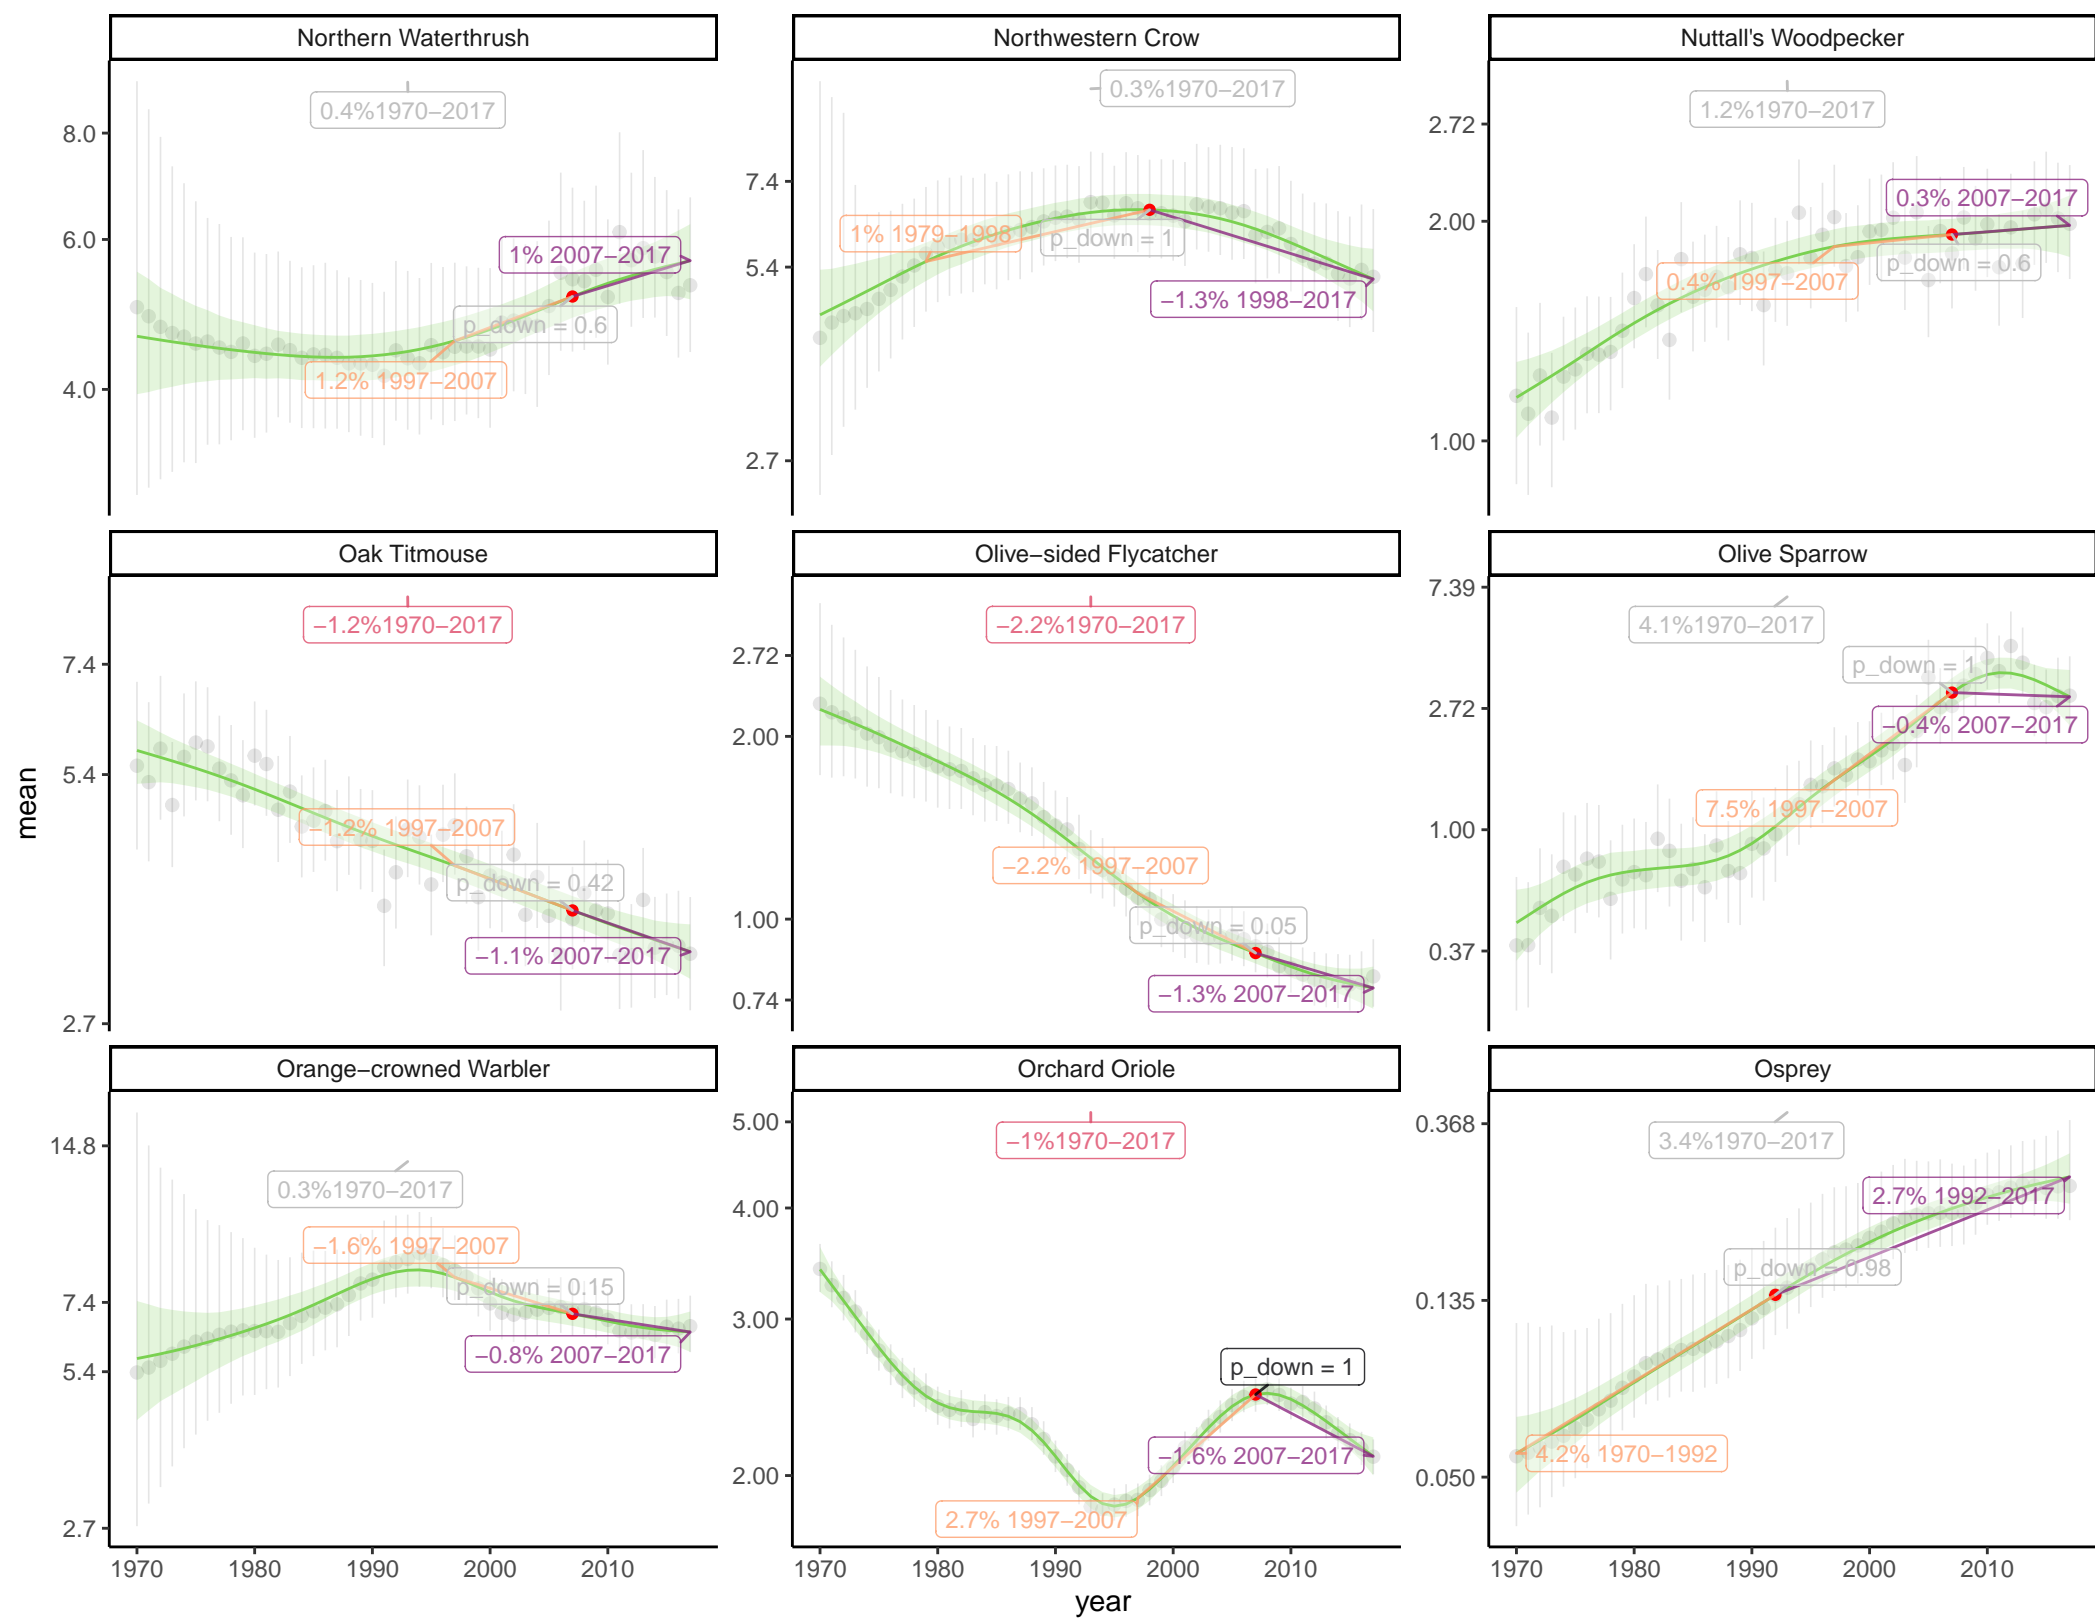 Northern Waterthrush
Northwestern Crow
Nuttall's Woodpecker
0.4%1970−2017
1% 2007−2017
p_down = 0.6
1.2% 1997−2007
8.0
6.0
4.0
0.3%1970−2017
1% 1979−1998
p_down = 1
−1.3% 1998−2017
7.4
5.4
2.7
1.2%1970−2017
0.3% 2007−2017
0.4% 1997−2007
p_down = 0.6
2.72
2.00
1.00
Oak Titmouse
Olive−sided Flycatcher
Olive Sparrow
−1.2%1970−2017
−1.2% 1997−2007
p_down = 0.42
−1.1% 2007−2017
7.4
5.4
2.7
−2.2%1970−2017
−2.2% 1997−2007
p_down = 0.05
−1.3% 2007−2017
2.72
2.00
1.00
0.74
4.1%1970−2017
p_down = 1
−0.4% 2007−2017
7.5% 1997−2007
7.39
2.72
1.00
0.37
mean
Orange−crowned Warbler
Orchard Oriole
Osprey
0.3%1970−2017
−1.6% 1997−2007
p_down = 0.15
−0.8% 2007−2017
14.8
7.4
5.4
2.7
−1%1970−2017
p_down = 1
−1.6% 2007−2017
2.7% 1997−2007
5.00
4.00
3.00
2.00
3.4%1970−2017
2.7% 1992−2017
p_down = 0.98
4.2% 1970−1992
0.368
0.135
0.050
1970 1980 1990 2000 2010
1970 1980 1990 2000 2010
1970 1980 1990 2000 2010
year